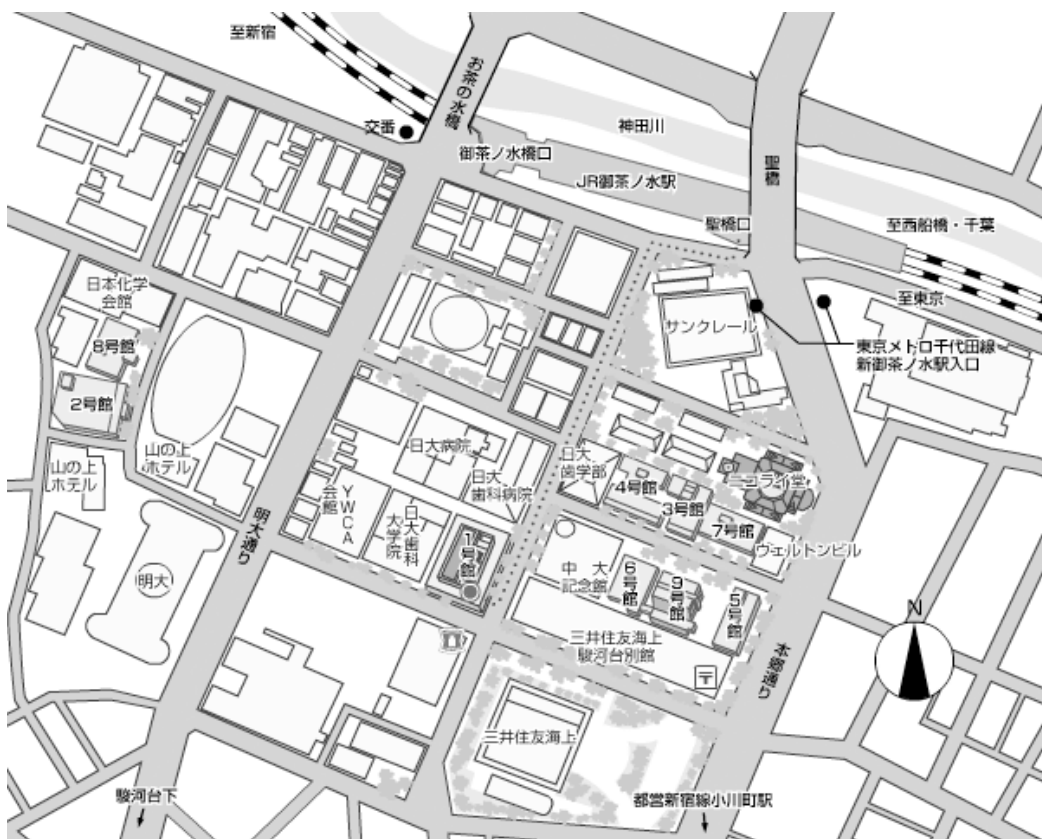 至新宿
お茶の水橋
交番
神田川
御茶ノ水橋口
JR御茶ノ水駅
聖橋
聖橋口
至西船橋・千葉
至東京
日本化学
会館
サンクレール
東京メトロ千代田線
新御茶ノ水駅入口
8号館
2号館
山の上
ホテル
山の上
ホテル
日大病院
日大
歯科病院
日大
歯学部
4号館
3号館
ニコライ堂
7号館
ヴェルトンビル
YWCA
会館
日大歯科
大学院
1号館
明大通り
明大
中大
記念館
6号館
9号館
5号館
三井住友海上
駿河台別館
〒
本郷通り
N
三井住友海上
駿河台下
都営新宿線小川町駅